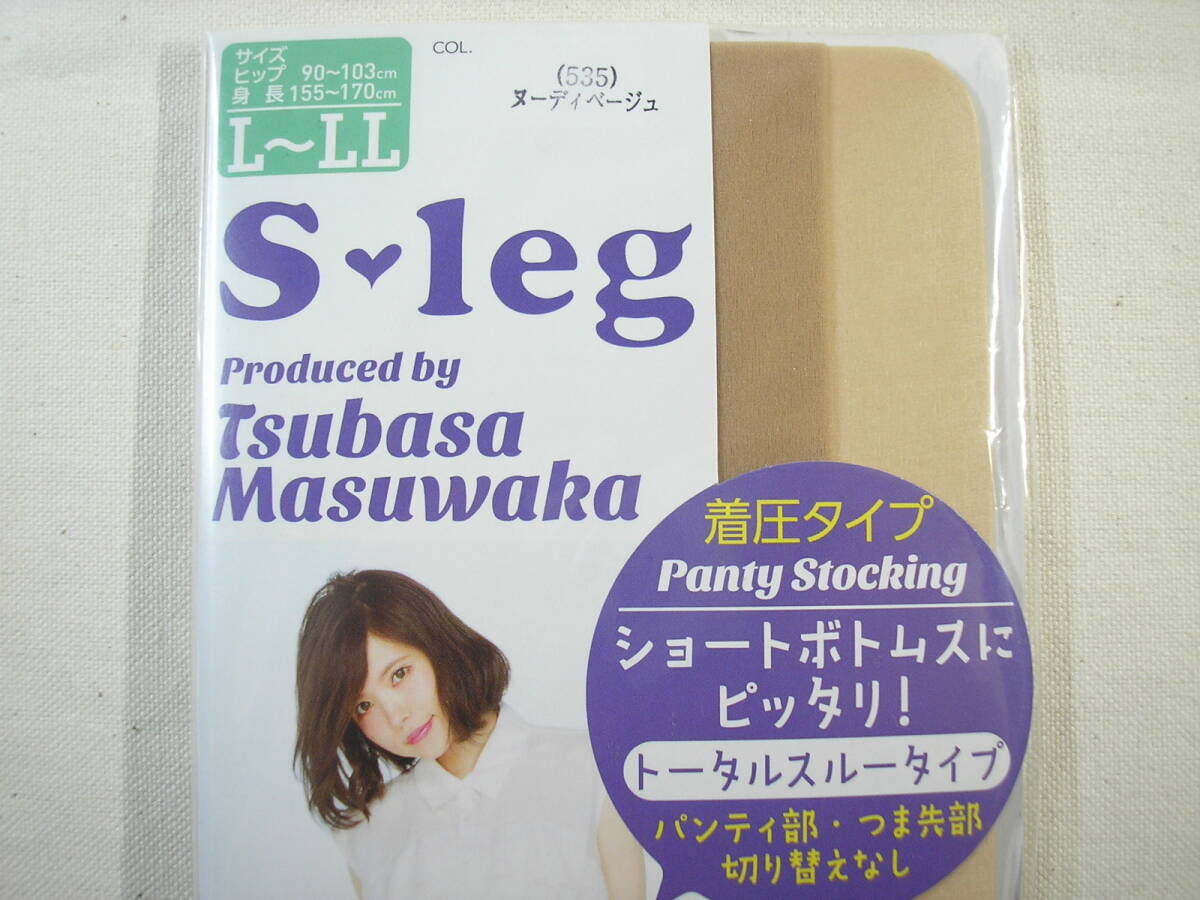 サイズ
ヒップ 90〜103cm
身長 155〜170cm
L〜LL
COL.
(535)
ヌーディベージュ
S♥leg
Produced by
Tsubasa
Masuwaka
着圧タイプ
Panty Stocking
ショートボトムスに
ピッタリ!
トータルスルータイプ
パンティ部・つま先部
切り替えなし